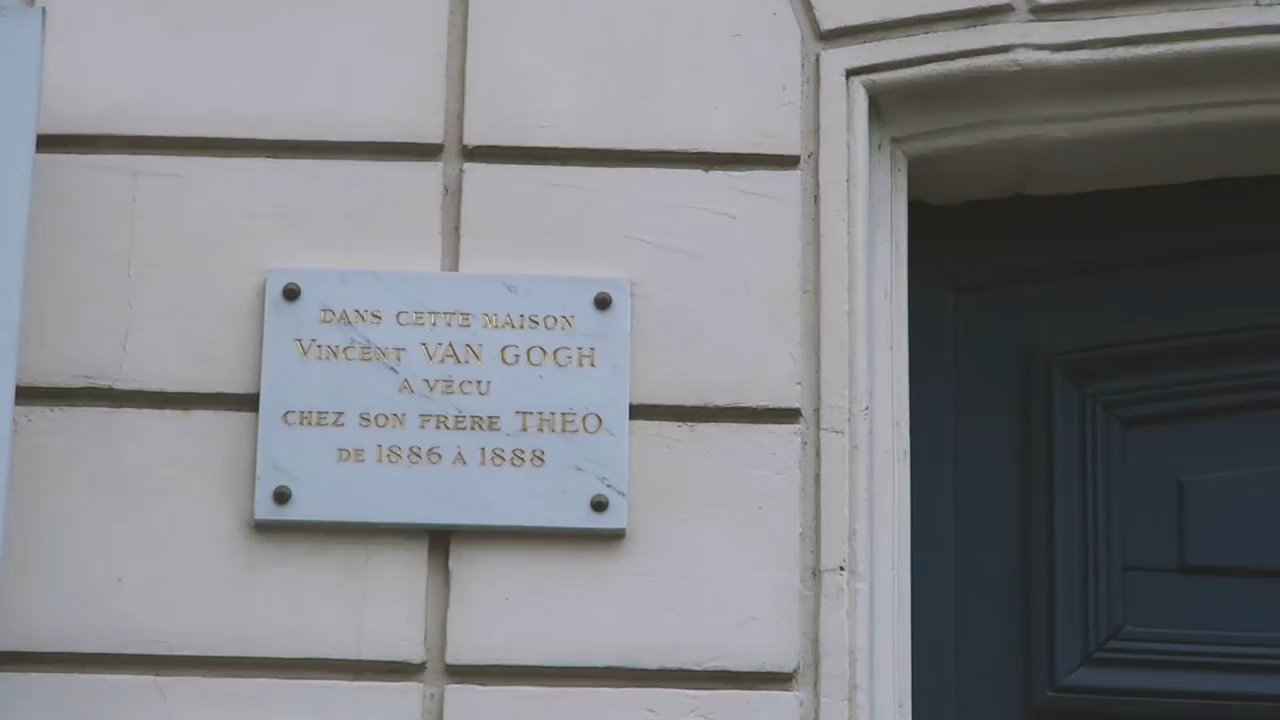 DANS CETTE MAISON
VINCENT VAN GOGH
A VÉCU
CHEZ SON FRÈRE THÉO
DE 1886 À 1888